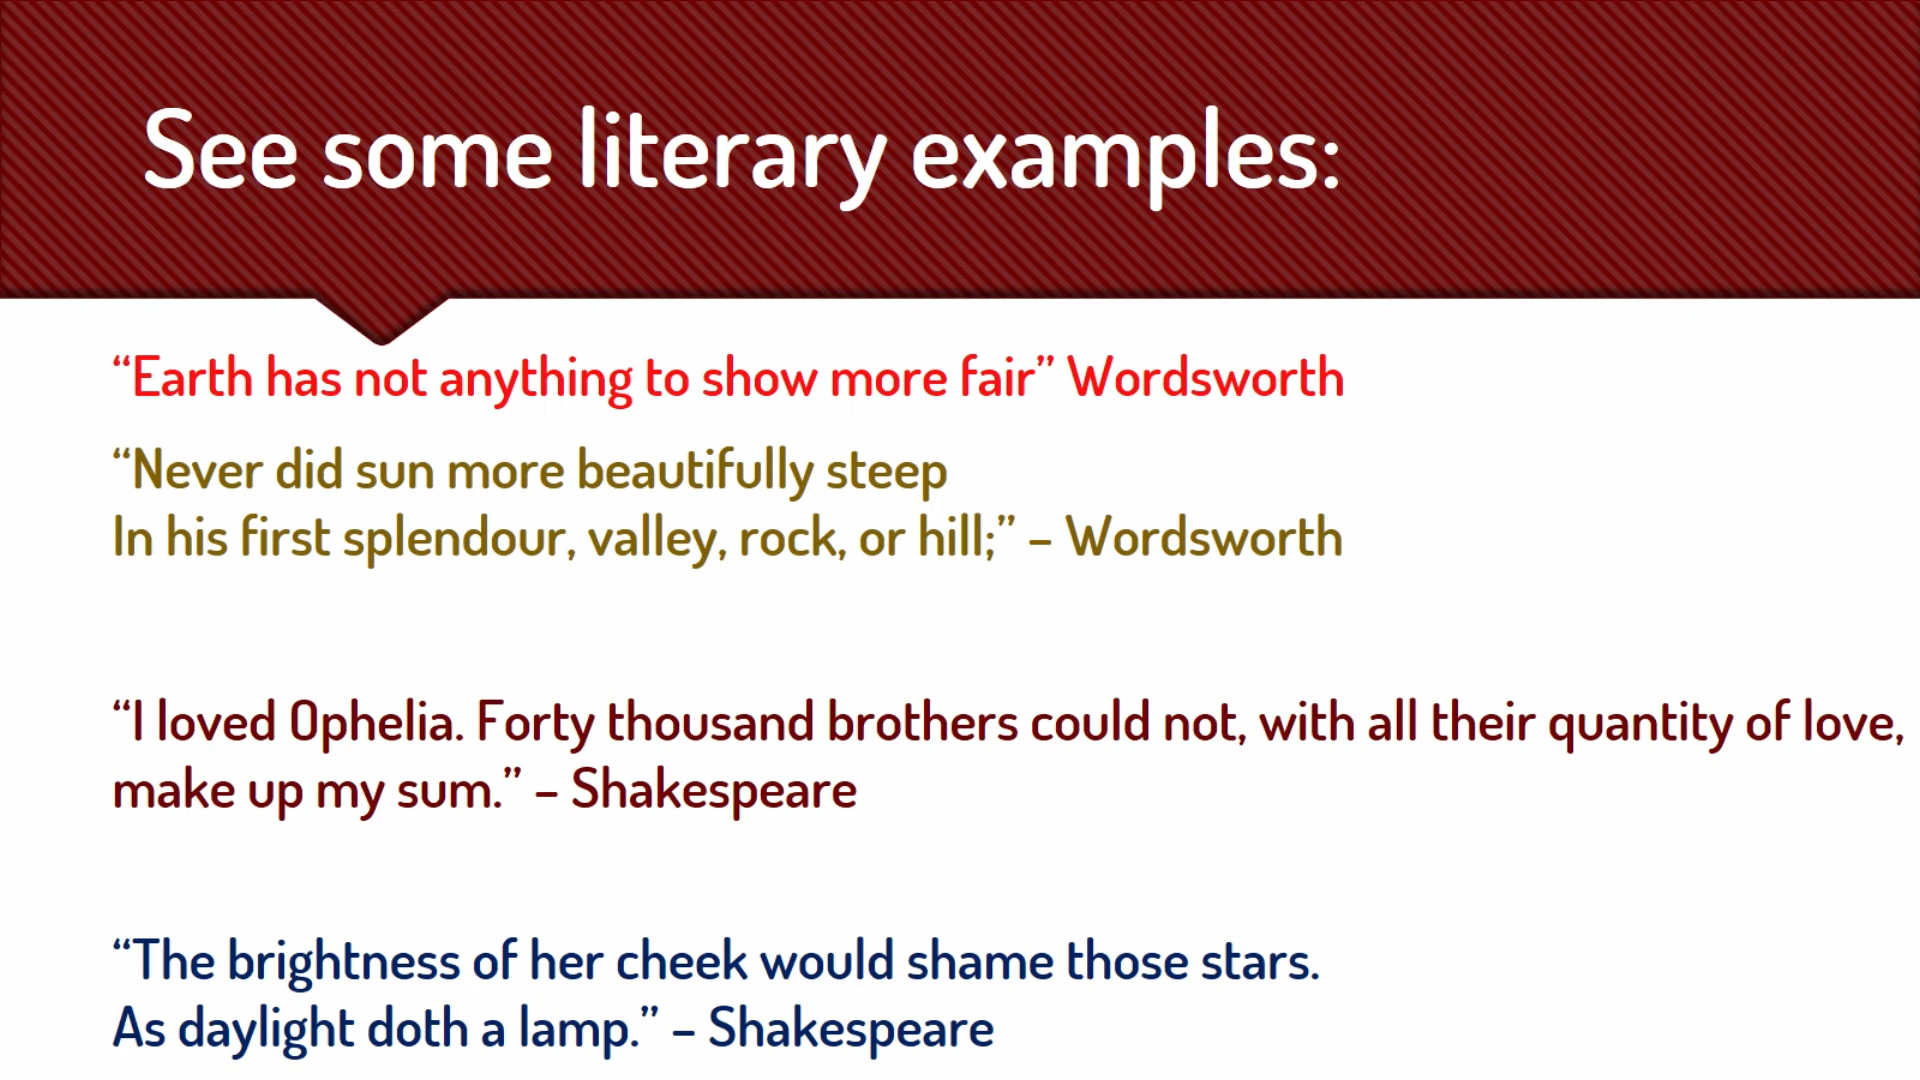 See some literary examples:
“Earth has not anything to show more fair” Wordsworth
“Never did sun more beautifully steep
In his first splendour, valley, rock, or hill;” – Wordsworth
“I loved Ophelia. Forty thousand brothers could not, with all their quantity of love,
make up my sum.” – Shakespeare
“The brightness of her cheek would shame those stars.
As daylight doth a lamp.” – Shakespeare